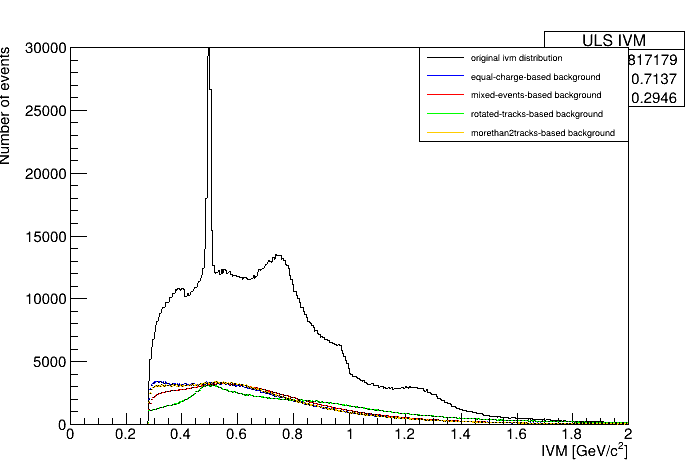 ULS IVM
817179
0.7137
0.2946
original ivm distribution
equal-charge-based background
mixed-events-based background
rotated-tracks-based background
morethan2tracks-based background
Number of events
30000
25000
20000
15000
10000
5000
0
0 0.2 0.4 0.6 0.8 1 1.2 1.4 1.6 1.8 2
IVM [GeV/c²]